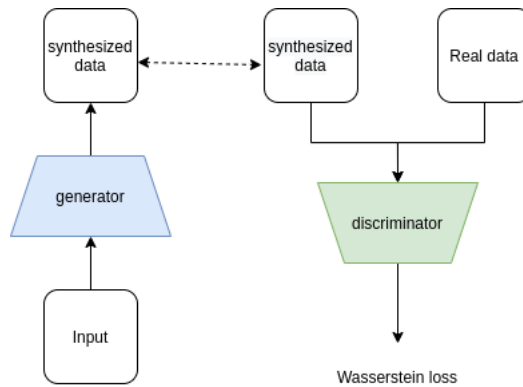 synthesized
data
synthesized
data
Real data
generator
discriminator
Input
Wasserstein loss